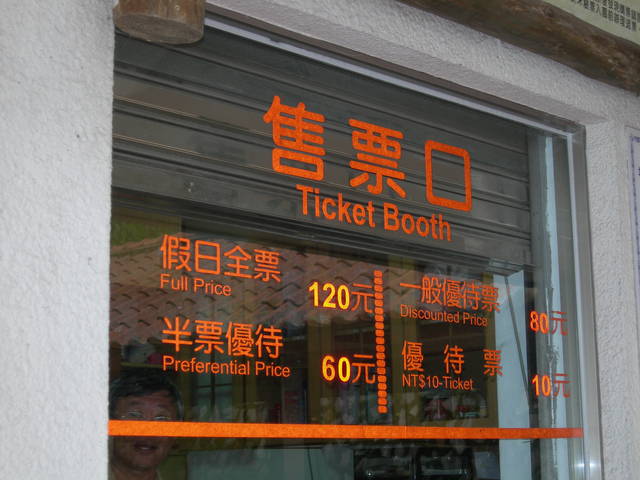 售票口
Ticket Booth
假日全票
Full Price
120元
半票優待
Preferential Price
60元
一般優待票
Discounted Price
80元
優待票
NT$10-Ticket
10元